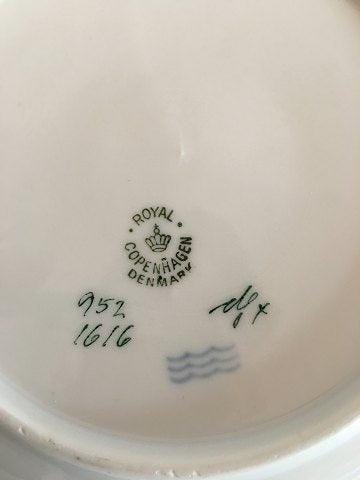 ROYAL
COPENHAGEN
DENMARK
952
1616